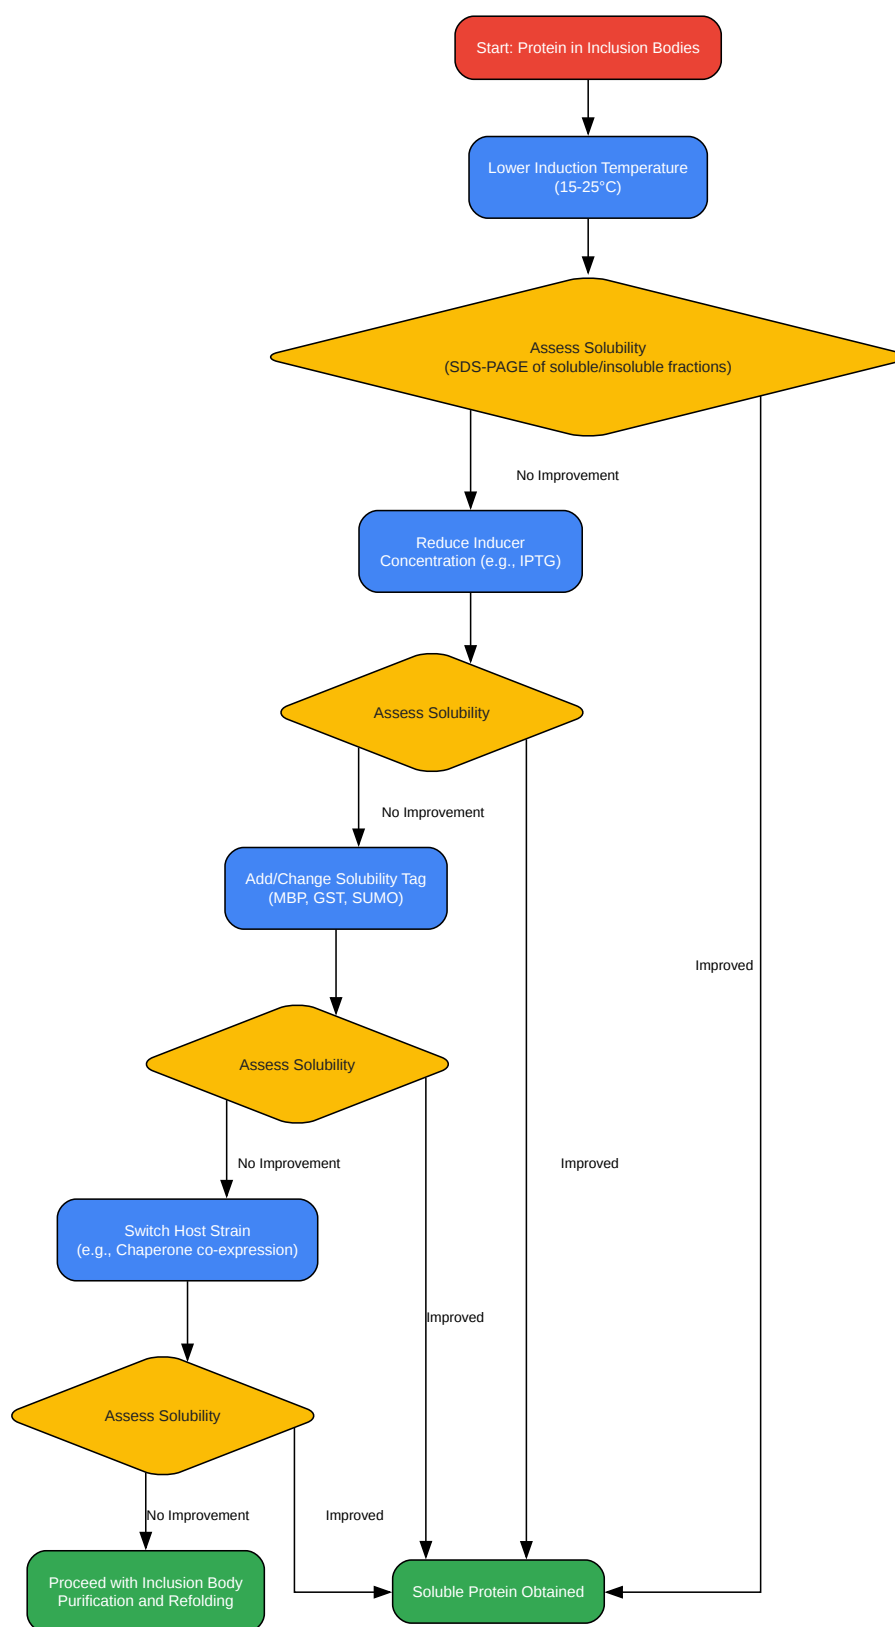 Start: Protein in Inclusion Bodies
Lower Induction Temperature
(15-25°C)
Assess Solubility
(SDS-PAGE of soluble/insoluble fractions)
No Improvement
Reduce Inducer
Concentration (e.g., IPTG)
Assess Solubility
No Improvement
Add/Change Solubility Tag
(MBP, GST, SUMO)
Improved
Assess Solubility
No Improvement
Improved
Switch Host Strain
(e.g., Chaperone co-expression)
Improved
Assess Solubility
No Improvement
Improved
Proceed with Inclusion Body
Purification and Refolding
Soluble Protein Obtained